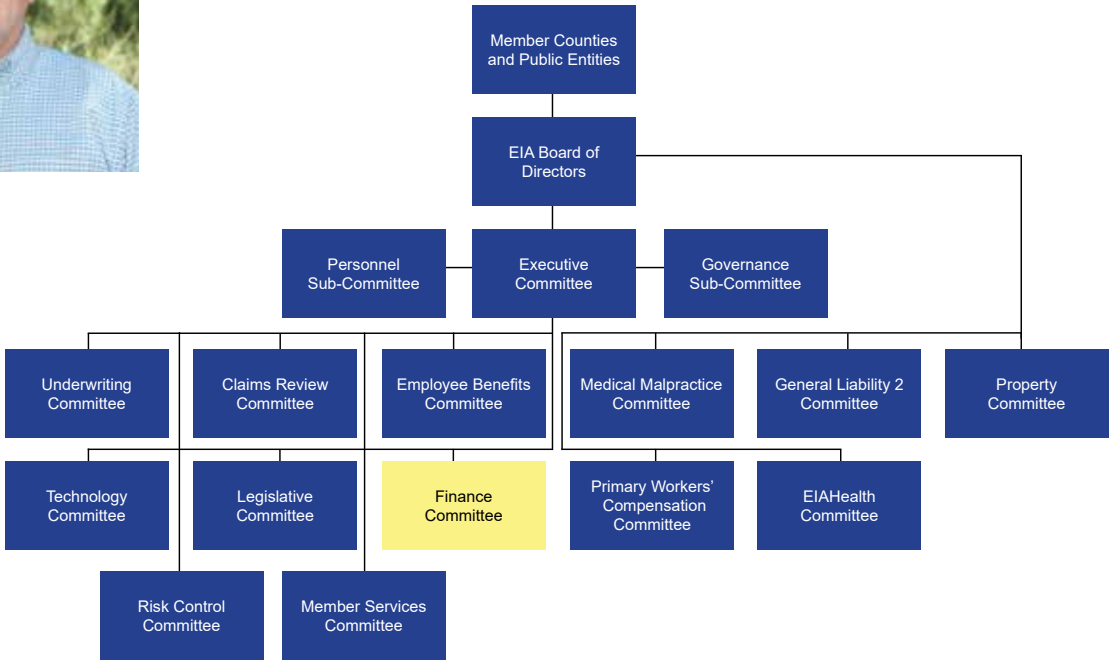 Member Counties
and Public Entities
EIA Board of
Directors
Personnel
Sub-Committee
Executive
Committee
Governance
Sub-Committee
Underwriting
Committee
Claims Review
Committee
Employee Benefits
Committee
Medical Malpractice
Committee
General Liability 2
Committee
Property
Committee
Technology
Committee
Legislative
Committee
Finance
Committee
Primary Workers’
Compensation
Committee
EIAHealth
Committee
Risk Control
Committee
Member Services
Committee